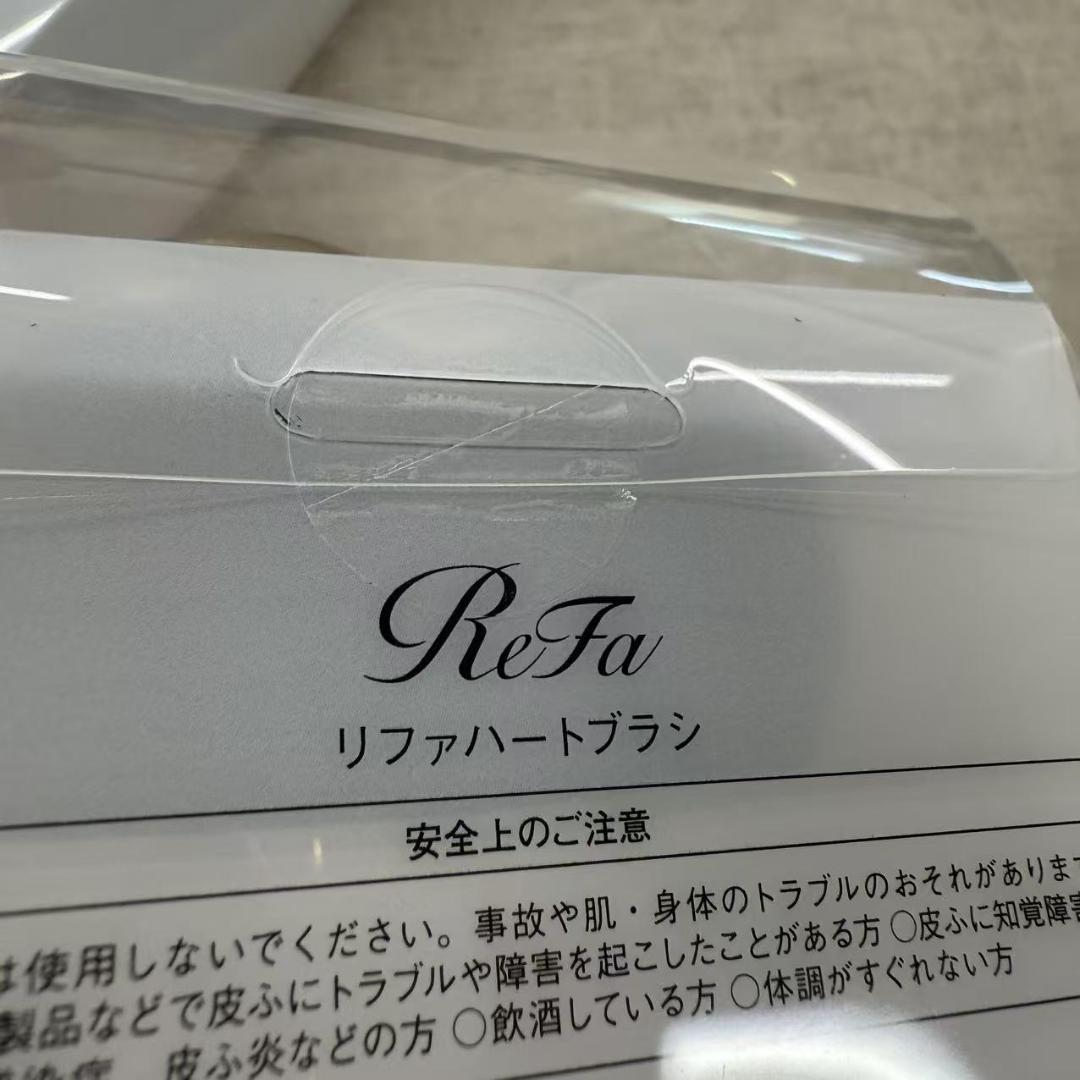 ReFa
リファハートブラシ
安全上のご注意
は使用しないでください。事故や肌・身体のトラブルのおそれがあります
製品などで皮ふにトラブルや障害を起こしたことがある方 ○皮ふに知覚障害
皮ふ炎などの方 ○飲酒している方 ○体調がすぐれない方